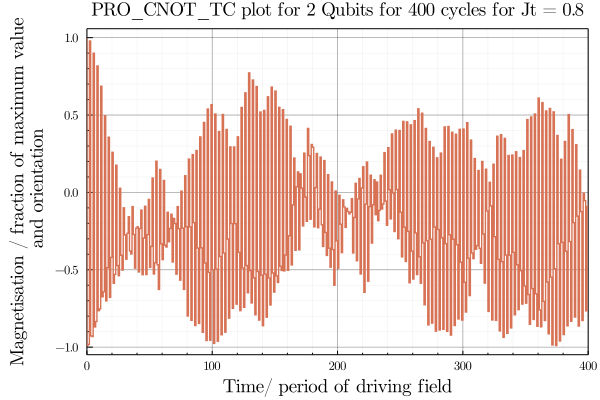 PRO_CNOT_TC plot for 2 Qubits for 400 cycles for Jt = 0.8
Magnetisation / fraction of maximum value
and orientation
1.0
0.5
0.0
−0.5
−1.0
0
100
200
300
400
Time/ period of driving field